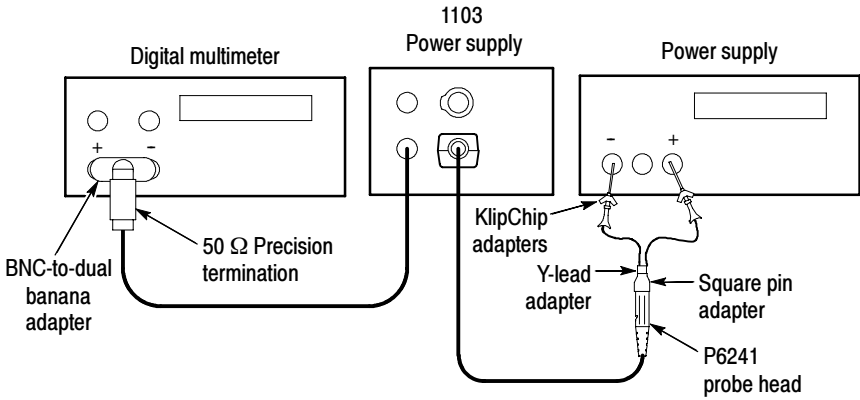 1103
Power supply
Digital multimeter
Power supply
+ -
- +
KlipChip
adapters
50 Ω Precision
termination
BNC-to-dual
banana
adapter
Y-lead
adapter
Square pin
adapter
P6241
probe head